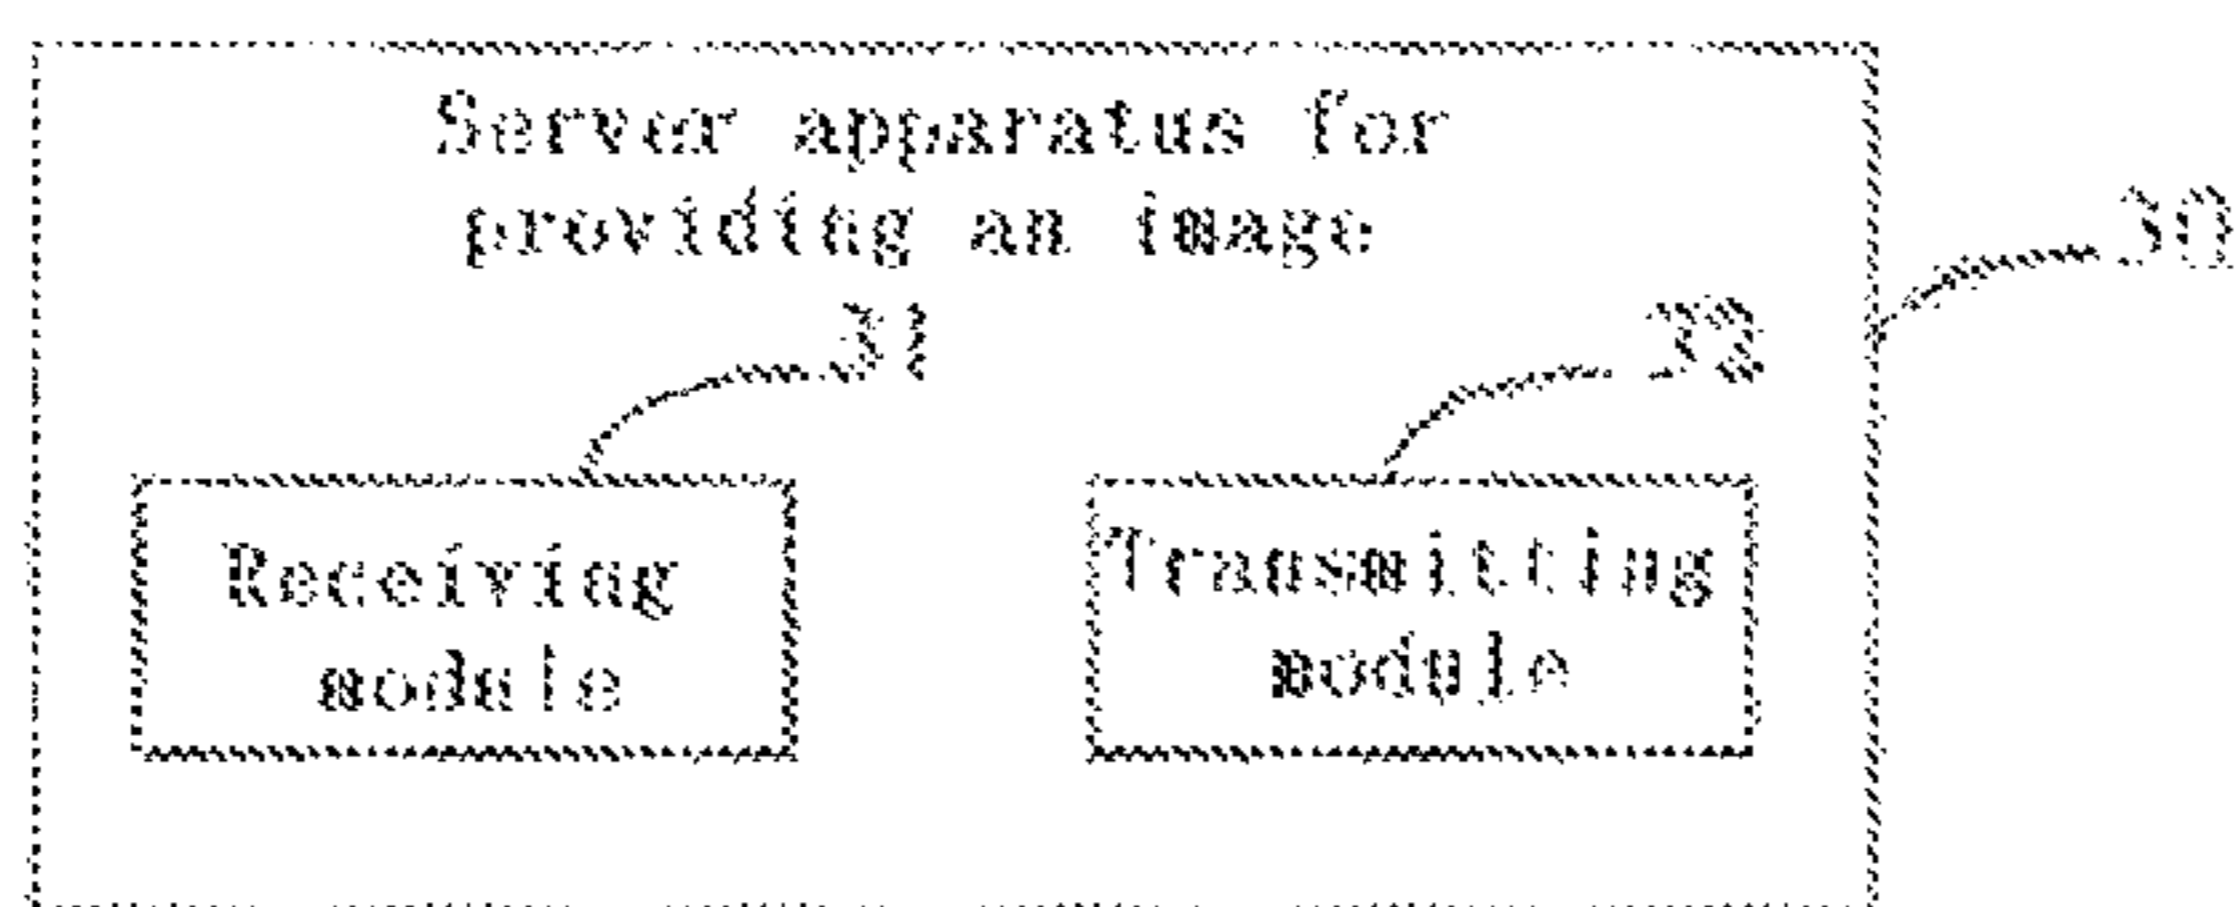 Server apparatus for
providing an image
30
31
32
Receiving
module
Transmitting
module